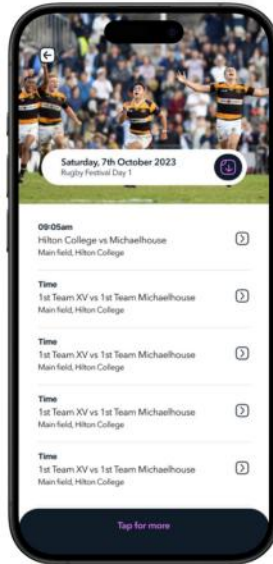 Saturday, 7th October 2023
Rugby Festival Day 1
09:05am
Hilton College vs Michaelhouse
Main field, Hilton College
Time
1st Team XV vs 1st Team Michaelhouse
Main field, Hilton College
Time
1st Team XV vs 1st Team Michaelhouse
Main field, Hilton College
Time
1st Team XV vs 1st Team Michaelhouse
Main field, Hilton College
Time
1st Team XV vs 1st Team Michaelhouse
Main field, Hilton College
Tap for more